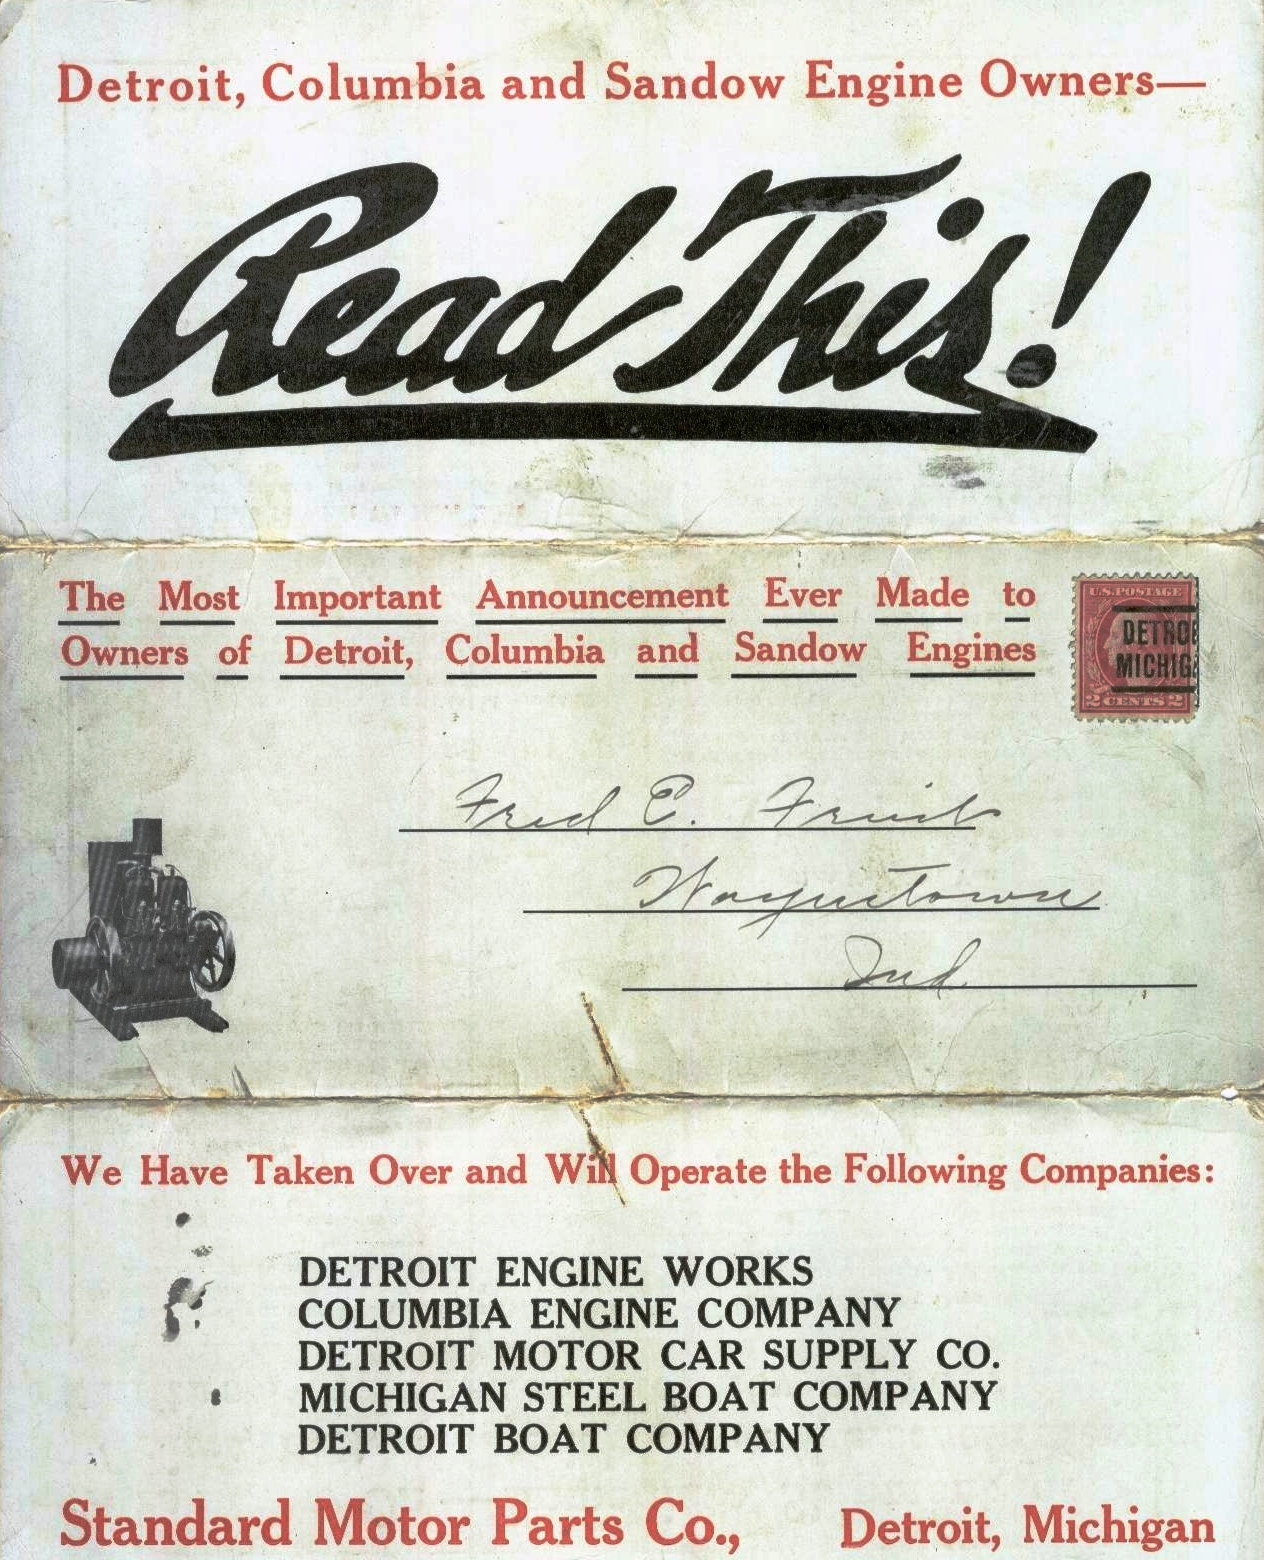 Detroit, Columbia and Sandow Engine Owners—
Read This!
The Most Important Announcement Ever Made to
Owners of Detroit, Columbia and Sandow Engines
U.S. POSTAGE
DETROI
MICHIG
2 CENTS 2
Fred E. Fruit
Waynetown
Ind
We Have Taken Over and Will Operate the Following Companies:
DETROIT ENGINE WORKS
COLUMBIA ENGINE COMPANY
DETROIT MOTOR CAR SUPPLY CO.
MICHIGAN STEEL BOAT COMPANY
DETROIT BOAT COMPANY
Standard Motor Parts Co., Detroit, Michigan